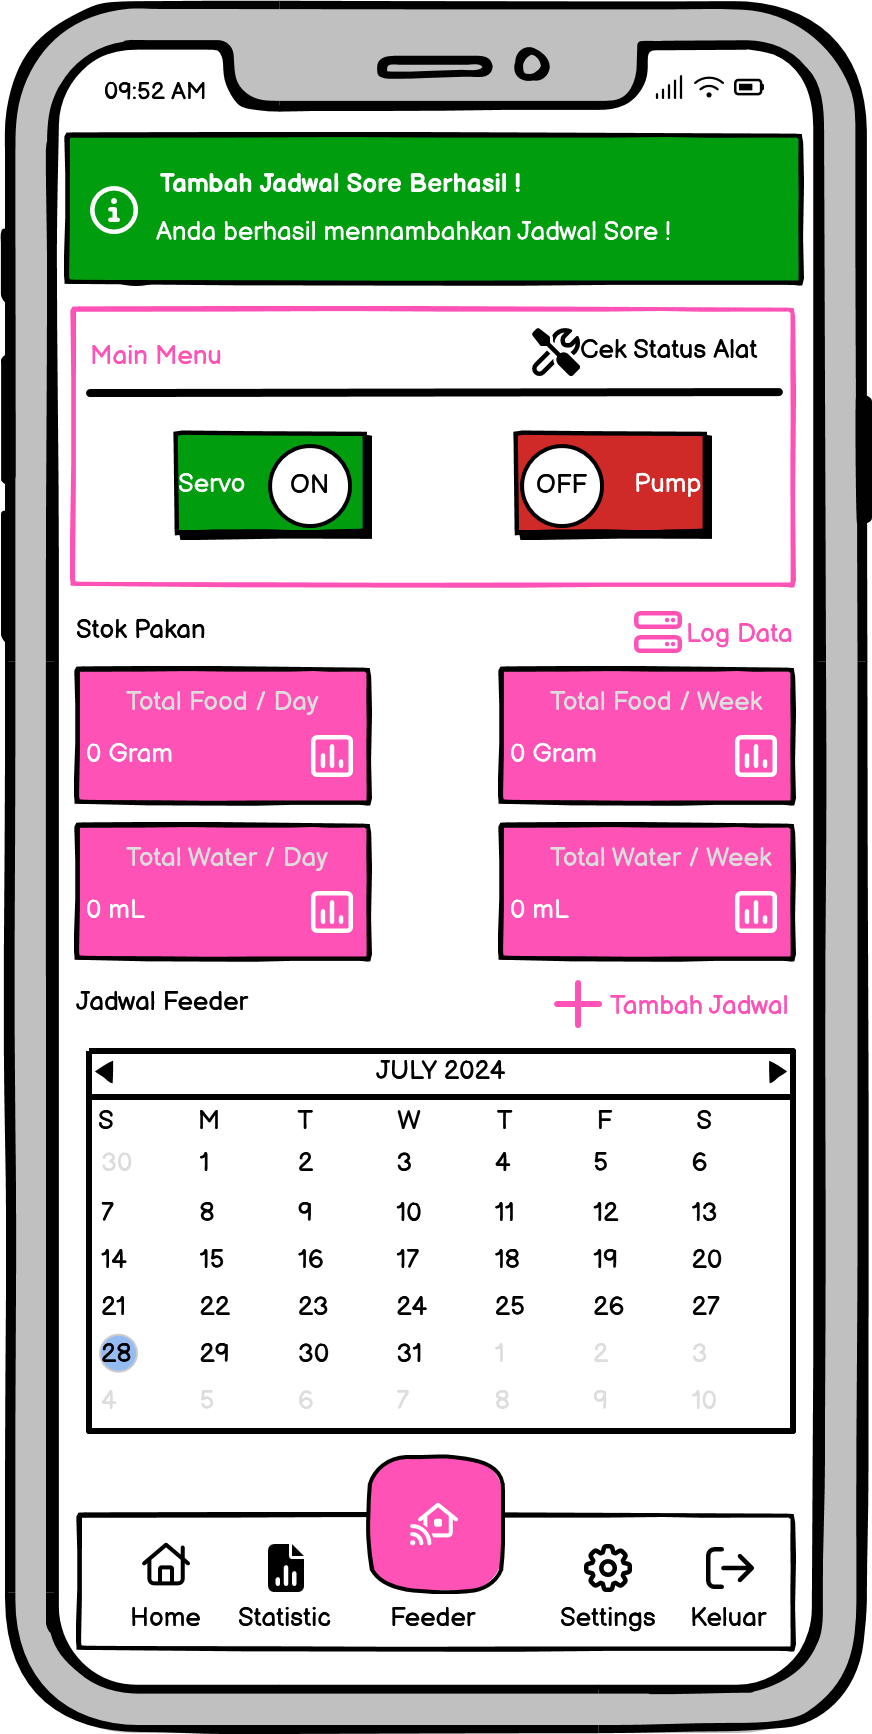 09:52 AM
Tambah Jadwal Sore Berhasil !
Anda berhasil mennambahkan Jadwal Sore !
Main Menu
Cek Status Alat
Servo ON
OFF Pump
Stok Pakan
Log Data
Total Food / Day
0 Gram
Total Food / Week
0 Gram
Total Water / Day
0 mL
Total Water / Week
0 mL
Jadwal Feeder
Tambah Jadwal
JULY 2024
S M T W T F S
30 1 2 3 4 5 6
7 8 9 10 11 12 13
14 15 16 17 18 19 20
21 22 23 24 25 26 27
28 29 30 31 1 2 3
4 5 6 7 8 9 10
Home Statistic Feeder Settings Keluar